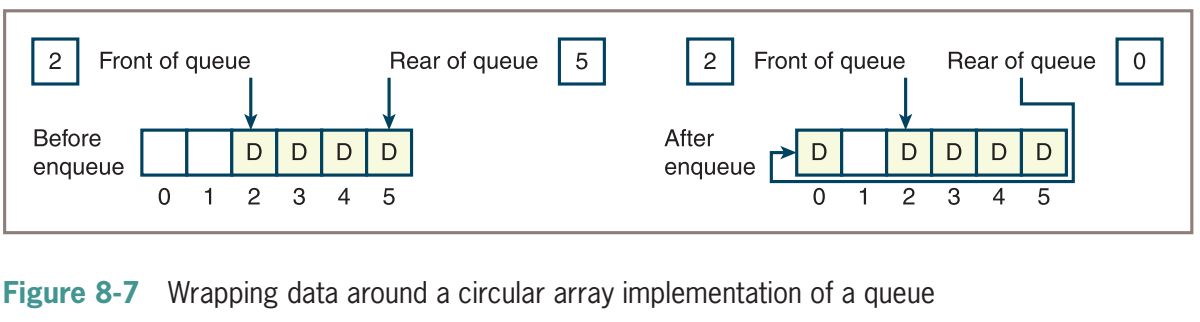 2 Front of queue Rear of queue 5 2 Front of queue Rear of queue 0
Before
enqueue
D D D D
0 1 2 3 4 5
After
enqueue
D D D D D
0 1 2 3 4 5
Figure 8-7 Wrapping data around a circular array implementation of a queue